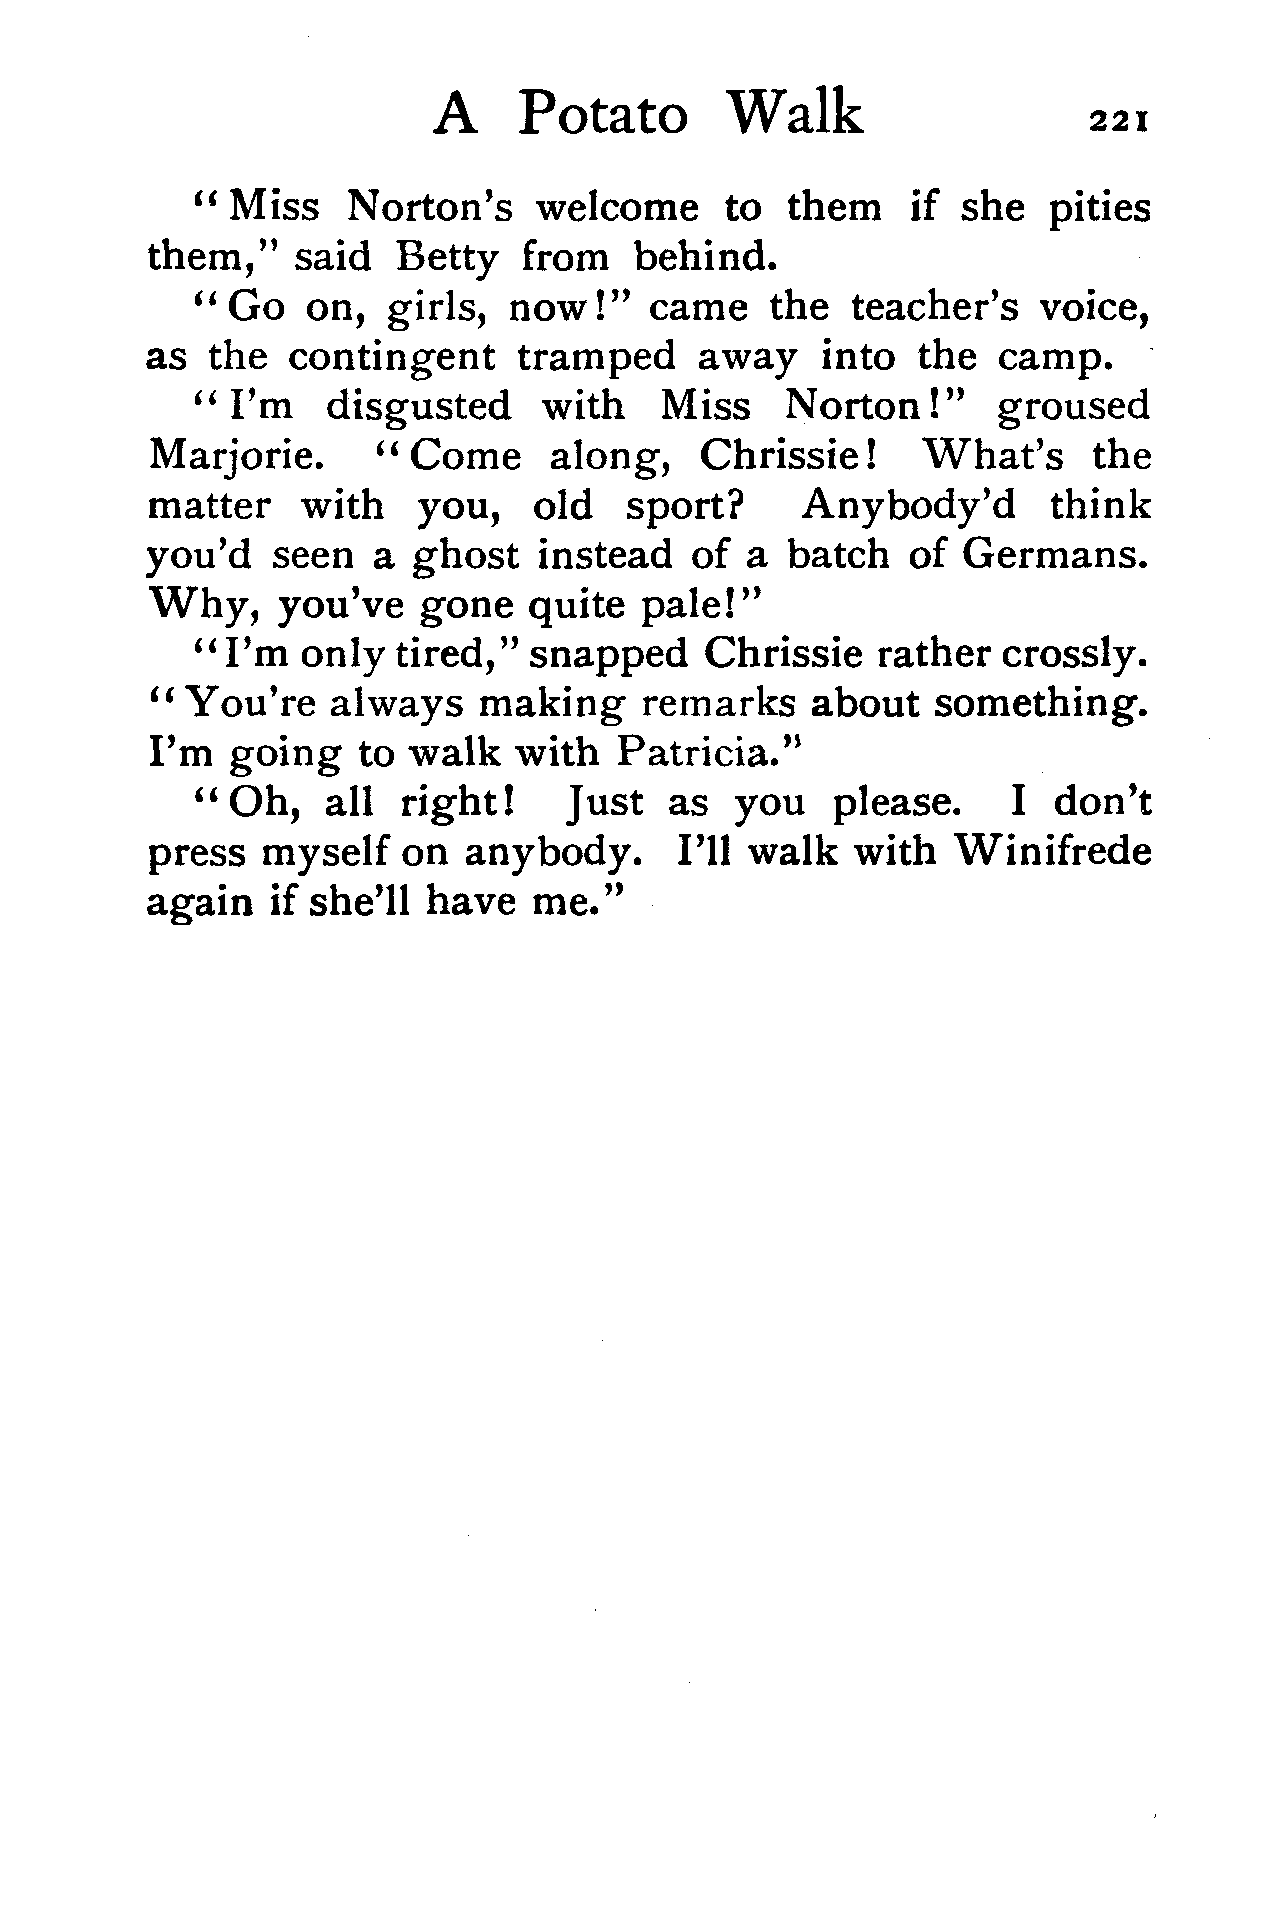 A Potato Walk 221
“Miss Norton’s welcome to them if she pities
them,” said Betty from behind.
“Go on, girls, now!” came the teacher’s voice,
as the contingent tramped away into the camp.
“I’m disgusted with Miss Norton!” groused
Marjorie. “Come along, Chrissie! What’s the
matter with you, old sport? Anybody’d think
you’d seen a ghost instead of a batch of Germans.
Why, you’ve gone quite pale!”
“I’m only tired,” snapped Chrissie rather crossly.
“You’re always making remarks about something.
I’m going to walk with Patricia.”
“Oh, all right! Just as you please. I don’t
press myself on anybody. I’ll walk with Winifrede
again if she’ll have me.”